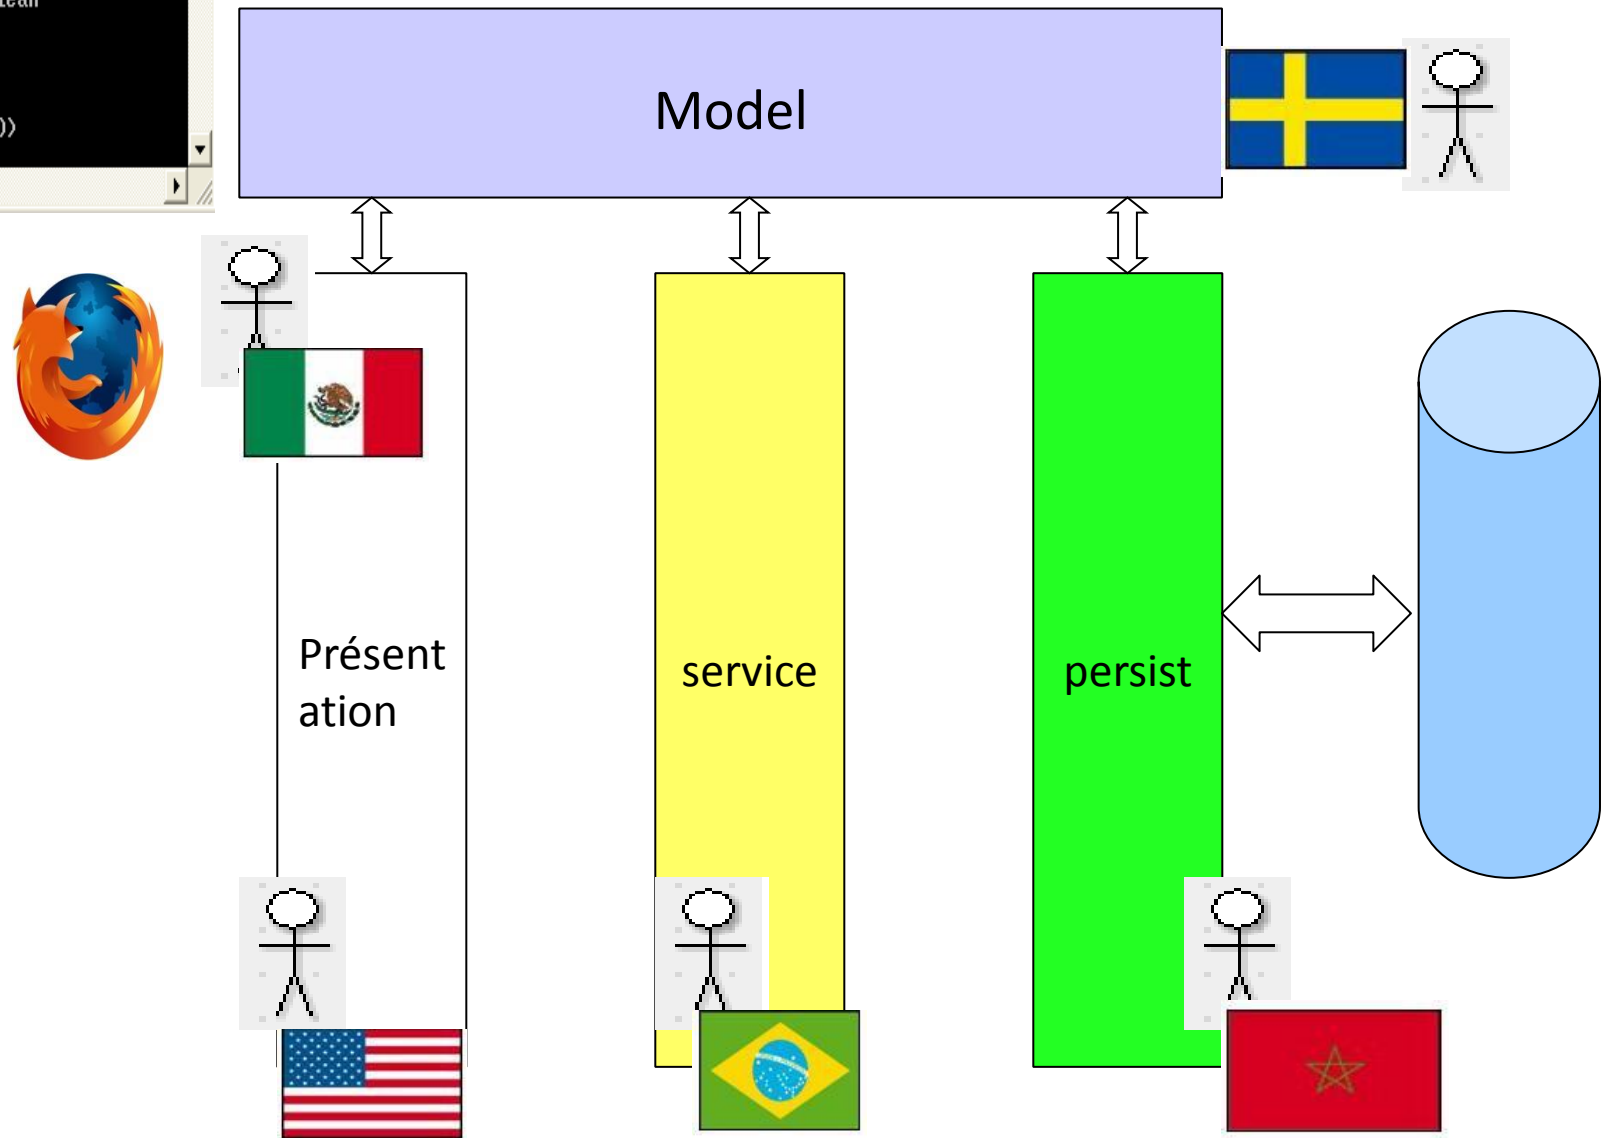 Model
Présent
ation
service
persist